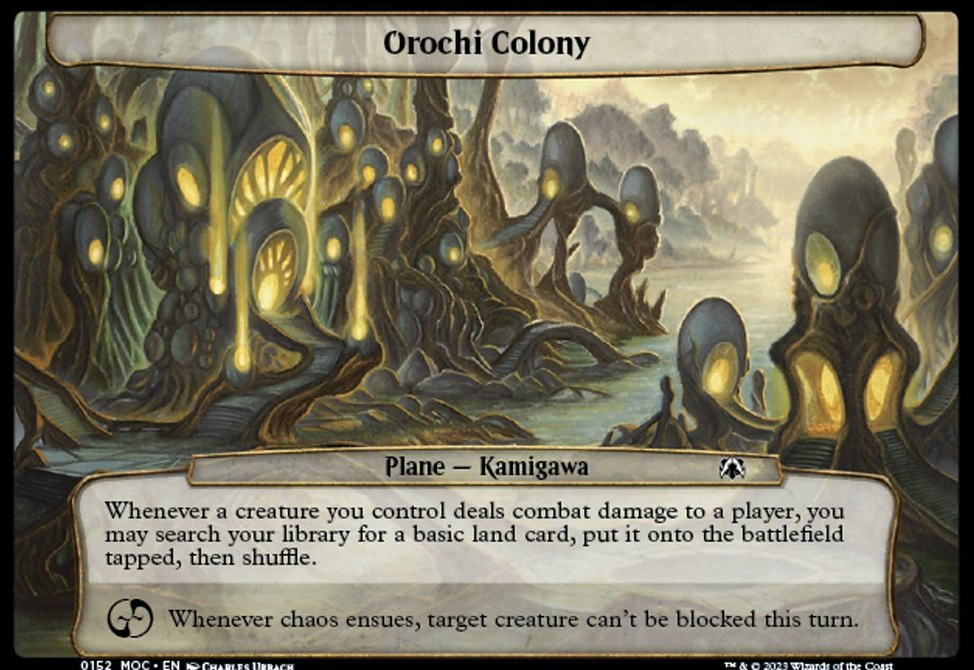 Orochi Colony
Plane — Kamigawa
Whenever a creature you control deals combat damage to a player, you
may search your library for a basic land card, put it onto the battlefield
tapped, then shuffle.
Whenever chaos ensues, target creature can't be blocked this turn.
0152 MOC • EN Charles Urbach
™ & © 2023 Wizards of the Coast